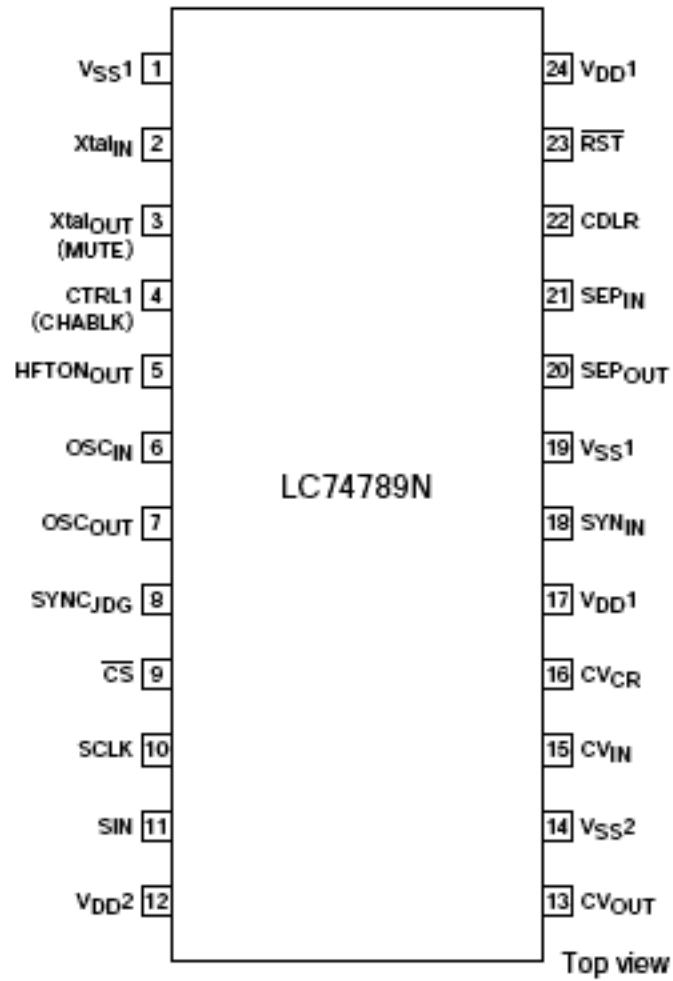 VSS1 1
24 VDD1
XtalIN 2
23 RST
XtalOUT 3
(MUTE)
22 CDLR
CTRL1 4
(CHABLK)
21 SEPIN
HFTONOUT 5
20 SEPOUT
OSCIN 6
19 VSS1
LC74789N
OSCOUT 7
18 SYNIN
SYNCJDG 8
17 VDD1
CS 9
16 CVCR
SCLK 10
15 CVIN
SIN 11
14 VSS2
VDD2 12
13 CVOUT
Top view